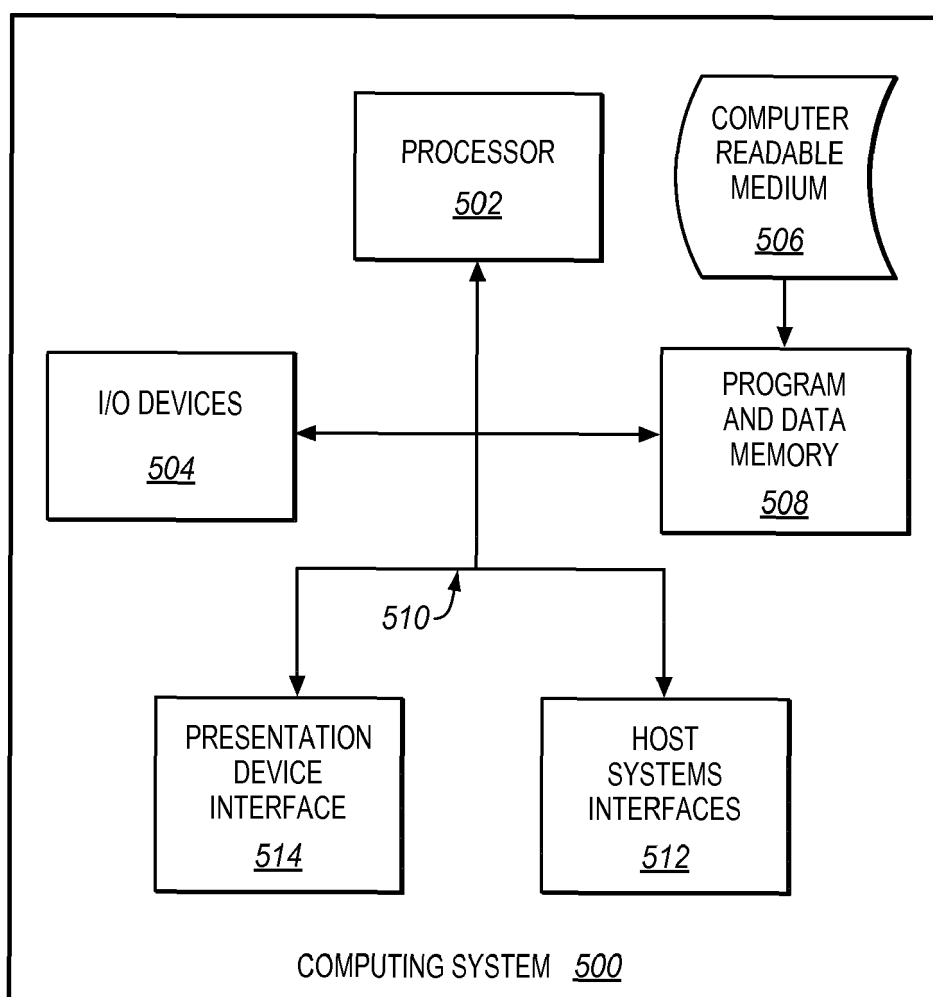 PROCESSOR
502
COMPUTER
READABLE
MEDIUM
506
I/O DEVICES
504
PROGRAM
AND DATA
MEMORY
508
510
PRESENTATION
DEVICE
INTERFACE
514
HOST
SYSTEMS
INTERFACES
512
COMPUTING SYSTEM 500